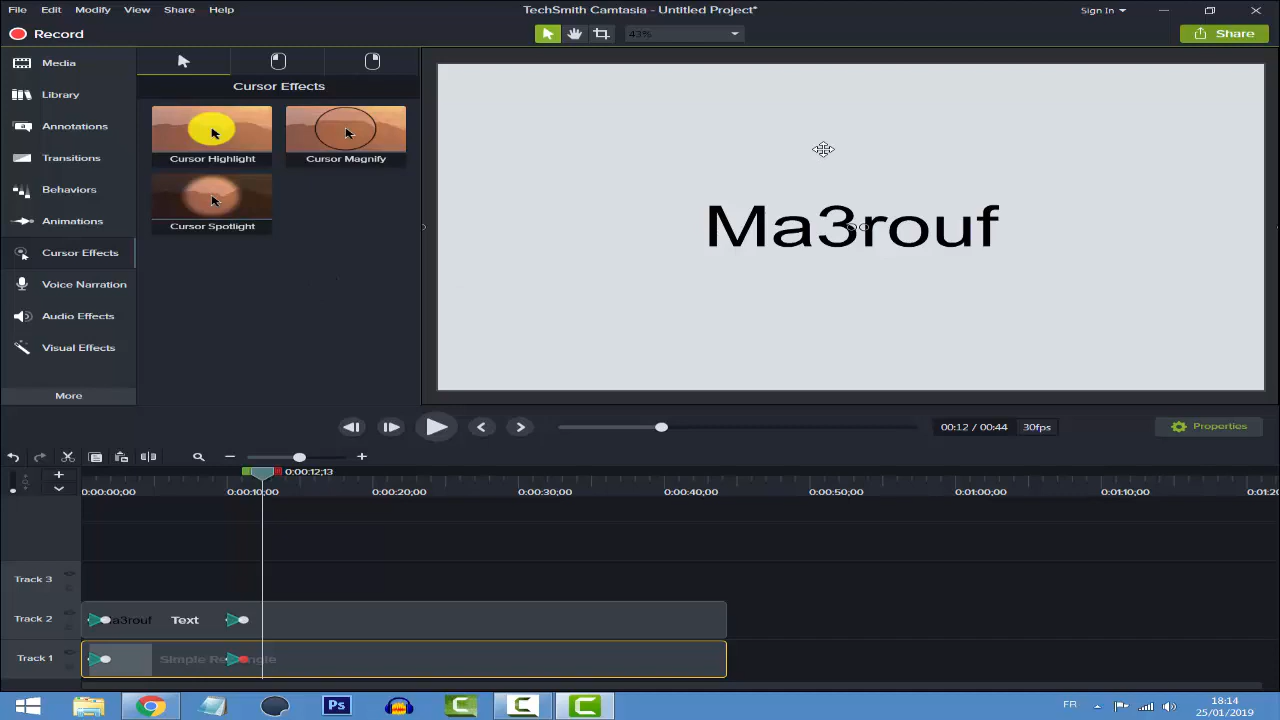 File Edit Modify View Share Help
TechSmith Camtasia - Untitled Project*
Sign In
Record
43%
Share
Media
Library
Annotations
Transitions
Behaviors
Animations
Cursor Effects
Voice Narration
Audio Effects
Visual Effects
More
Cursor Effects
Cursor Highlight
Cursor Magnify
Cursor Spotlight
Ma3rouf
00:12 / 00:44
30fps
Properties
0:00:12;13
0:00:00;00 0:00:10;00 0:00:20;00 0:00:30;00 0:00:40;00 0:00:50;00 0:01:00;00 0:01:10;00
Track 3
Track 2
a3rouf Text
Track 1
Ps
FR
18:14
25/01/2019